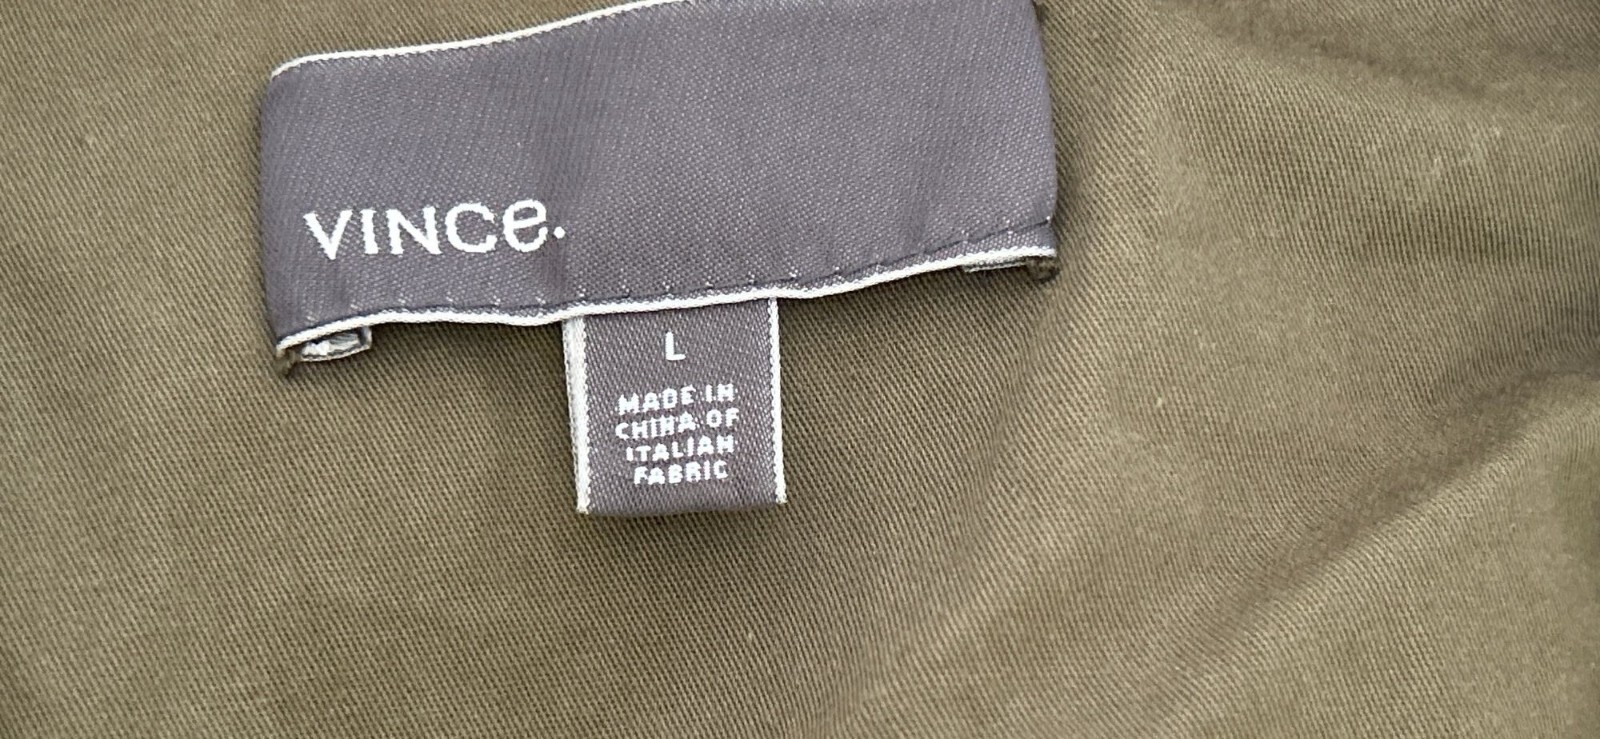 VINCe.
L
MADE IN
CHINA OF
ITALIAN
FABRIC